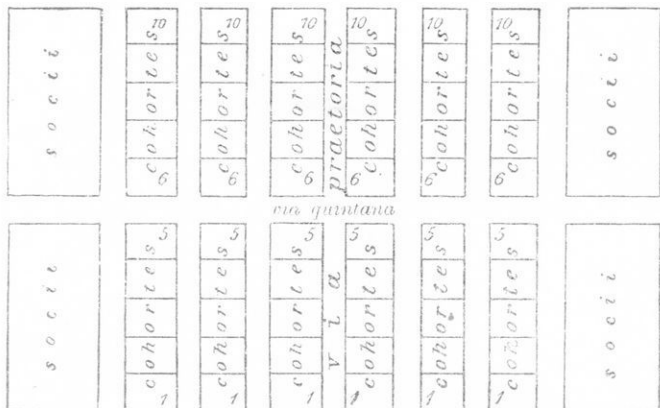 10 10 10 10 10 10
socii cohortes cohortes cohortes praetoria cohortes cohortes cohortes socii
6 6 6 6 6 6
via quintana
5 5 5 5 5 5
socii cohortes cohortes cohortes via cohortes cohortes cohortes socii
1 1 1 1 1 1